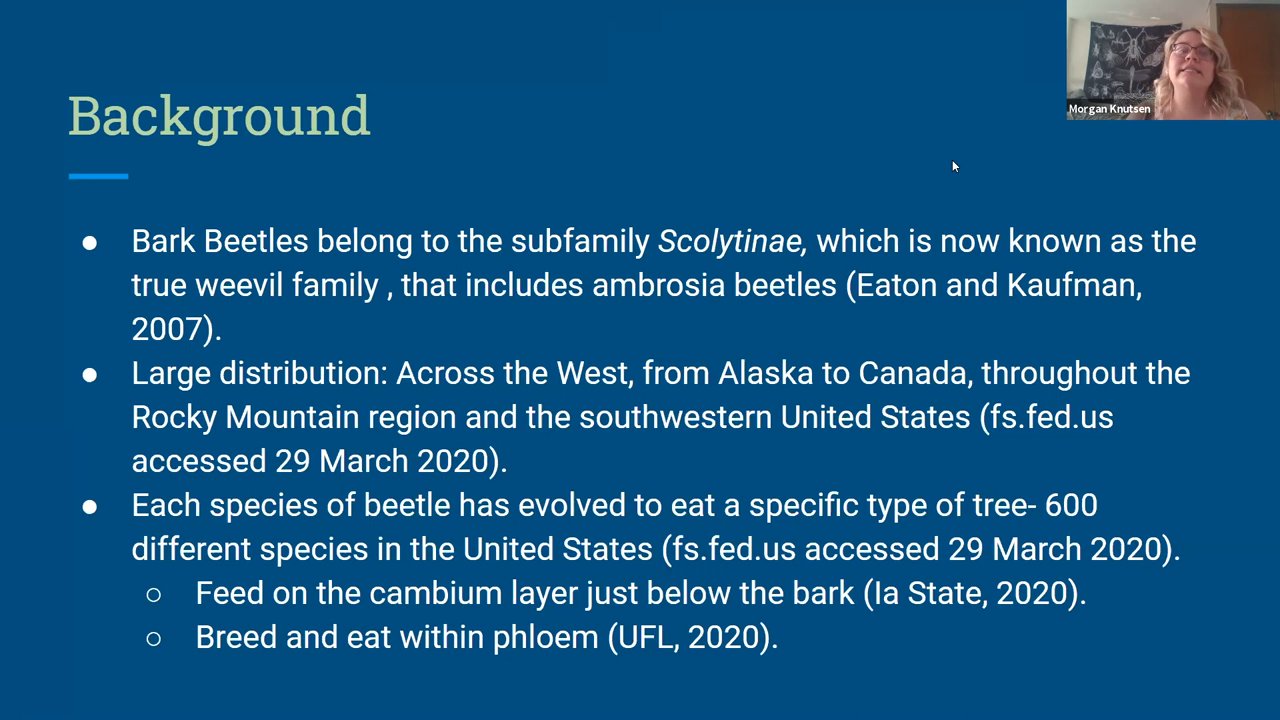 Morgan Knutsen
Background
● Bark Beetles belong to the subfamily Scolytinae, which is now known as the
true weevil family , that includes ambrosia beetles (Eaton and Kaufman,
2007).
● Large distribution: Across the West, from Alaska to Canada, throughout the
Rocky Mountain region and the southwestern United States (fs.fed.us
accessed 29 March 2020).
● Each species of beetle has evolved to eat a specific type of tree- 600
different species in the United States (fs.fed.us accessed 29 March 2020).
○ Feed on the cambium layer just below the bark (Ia State, 2020).
○ Breed and eat within phloem (UFL, 2020).